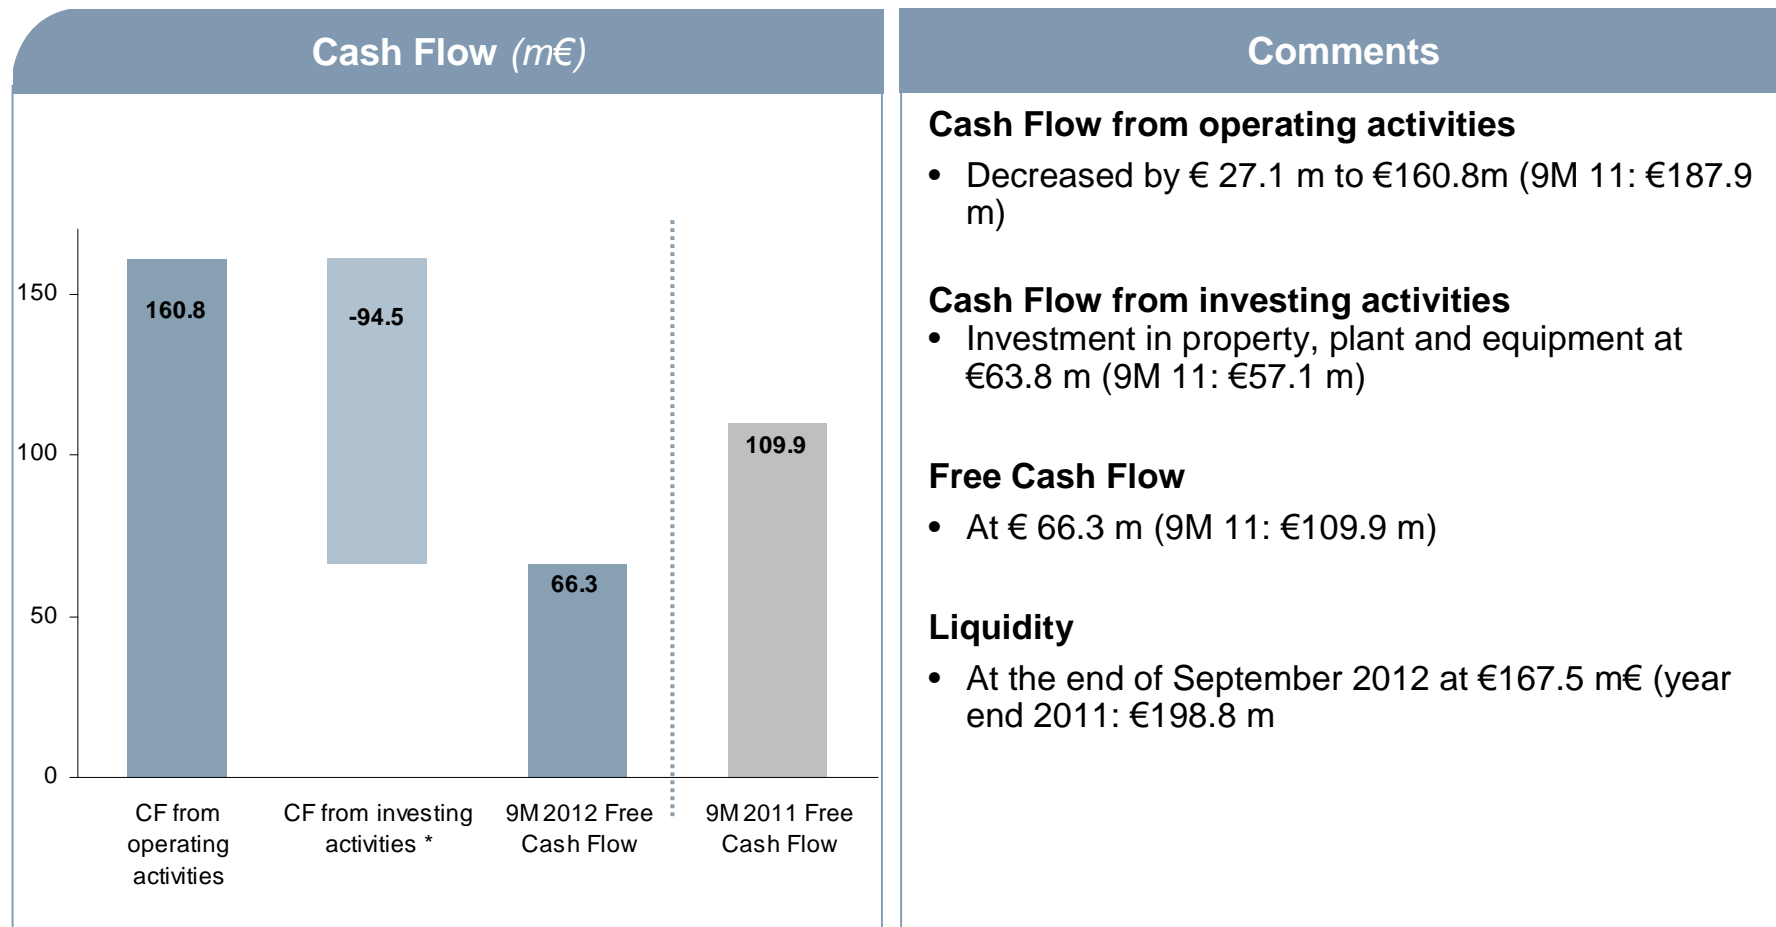 Cash Flow (m€)
150
100
50
0
160.8
-94.5
66.3
109.9
CF from
operating
activities
CF from investing
activities *
9M 2012 Free
Cash Flow
9M 2011 Free
Cash Flow
Comments
Cash Flow from operating activities
• Decreased by € 27.1 m to €160.8m (9M 11: €187.9
m)
Cash Flow from investing activities
• Investment in property, plant and equipment at
€63.8 m (9M 11: €57.1 m)
Free Cash Flow
• At € 66.3 m (9M 11: €109.9 m)
Liquidity
• At the end of September 2012 at €167.5 m€ (year
end 2011: €198.8 m